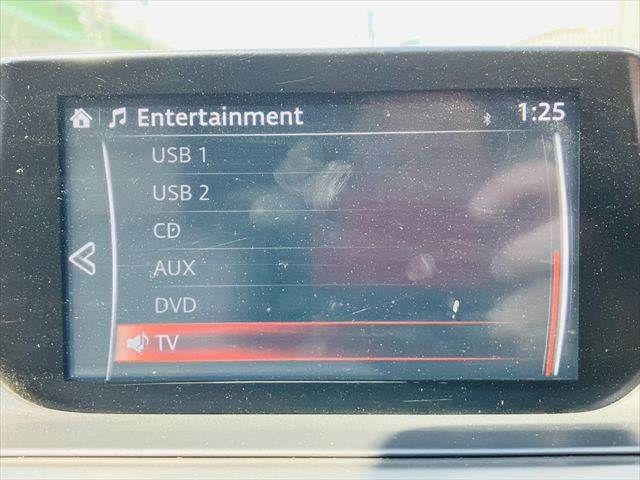 Entertainment 1:25
USB 1
USB 2
CD
AUX
DVD
TV